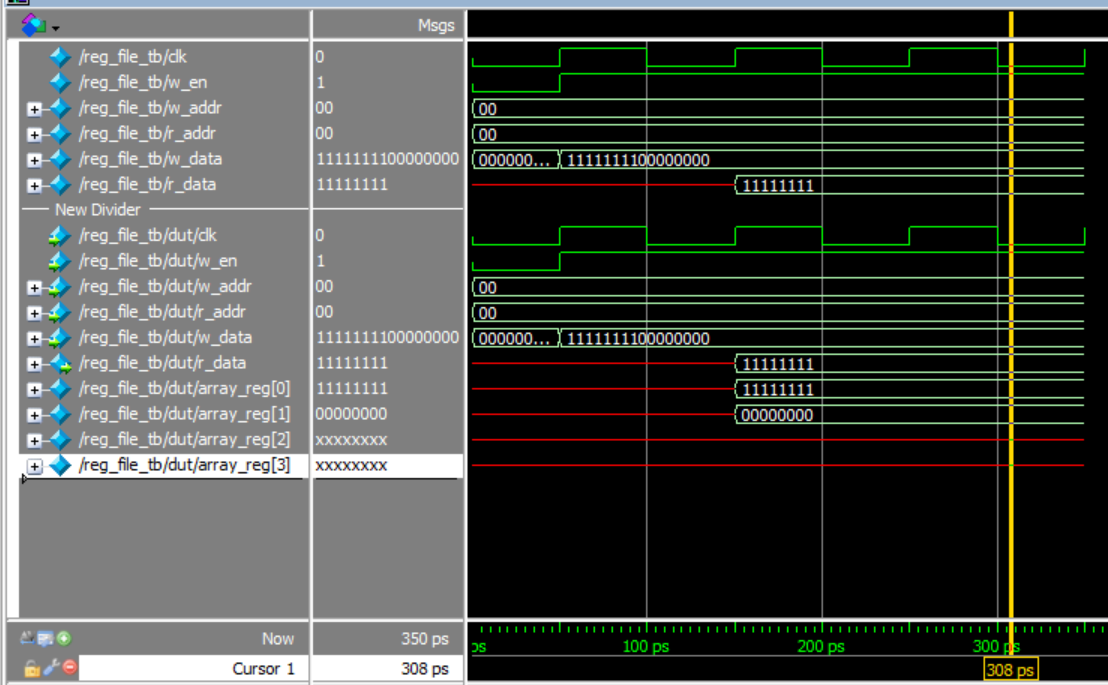 Msgs
/reg_file_tb/clk 0
/reg_file_tb/w_en 1
/reg_file_tb/w_addr 00 00
/reg_file_tb/r_addr 00 00
/reg_file_tb/w_data 1111111100000000 000000... 1111111100000000
/reg_file_tb/r_data 11111111 11111111
New Divider
/reg_file_tb/dut/clk 0
/reg_file_tb/dut/w_en 1
/reg_file_tb/dut/w_addr 00 00
/reg_file_tb/dut/r_addr 00 00
/reg_file_tb/dut/w_data 1111111100000000 000000... 1111111100000000
/reg_file_tb/dut/r_data 11111111 11111111
/reg_file_tb/dut/array_reg[0] 11111111 11111111
/reg_file_tb/dut/array_reg[1] 00000000 00000000
/reg_file_tb/dut/array_reg[2] xxxxxxxx
/reg_file_tb/dut/array_reg[3] xxxxxxxx
Now 350 ps ps 100 ps 200 ps 300 ps
Cursor 1 308 ps 308 ps